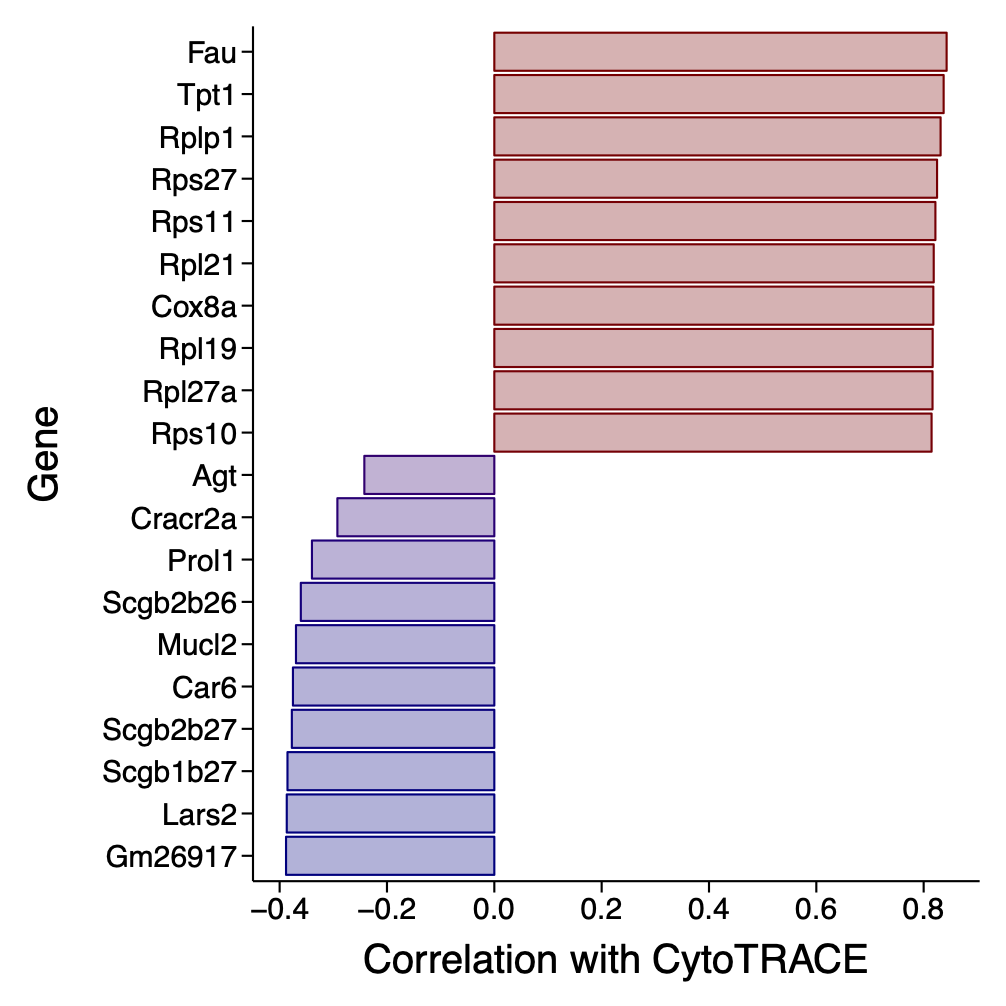 Gene
Fau
Tpt1
Rplp1
Rps27
Rps11
Rpl21
Cox8a
Rpl19
Rpl27a
Rps10
Agt
Cracr2a
Prol1
Scgb2b26
Mucl2
Car6
Scgb2b27
Scgb1b27
Lars2
Gm26917
−0.4 −0.2 0.0 0.2 0.4 0.6 0.8
Correlation with CytoTRACE